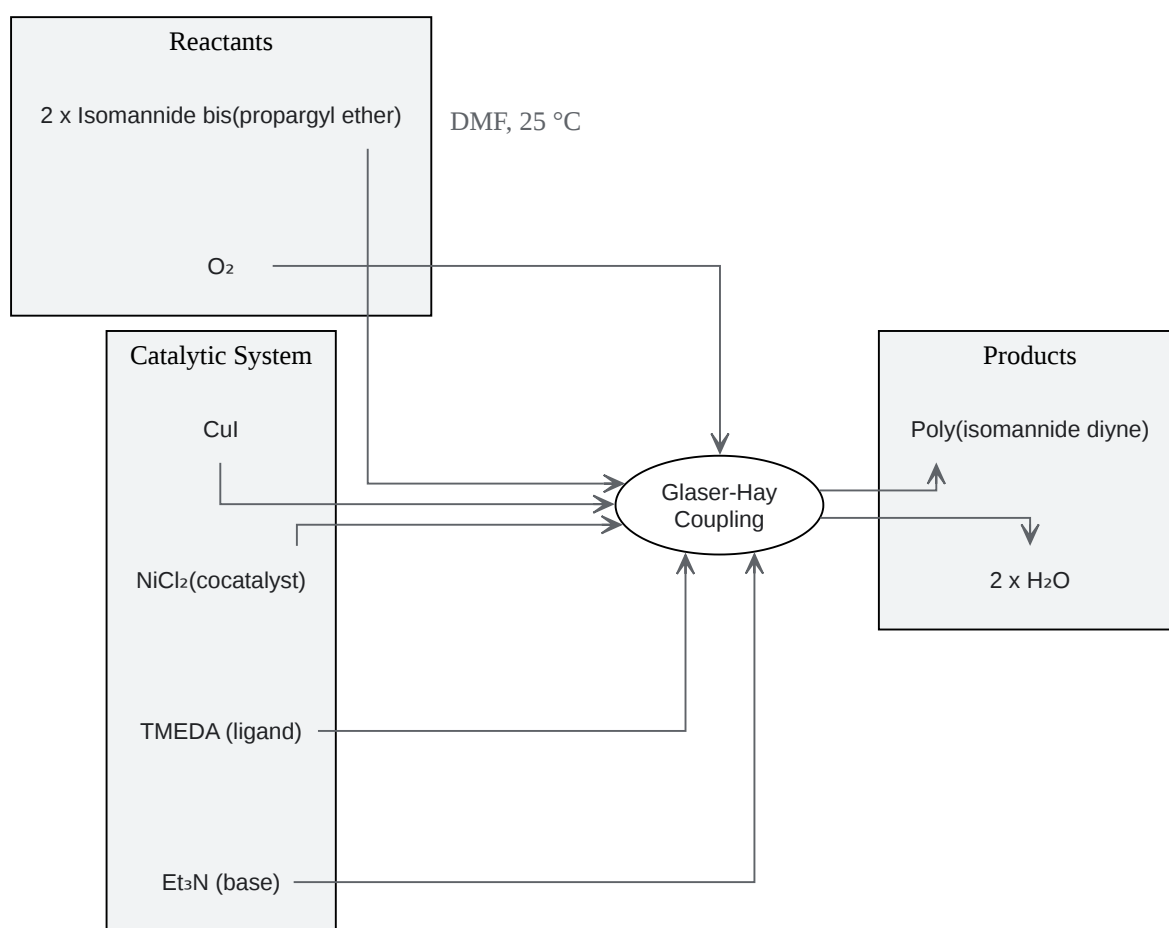 Reactants
2 x Isomannide bis(propargyl ether)
DMF, 25 °C
O₂
Catalytic System
Products
CuI
Poly(isomannide diyne)
Glaser-Hay
Coupling
NiCl₂(cocatalyst)
2 x H₂O
TMEDA (ligand)
Et₃N (base)